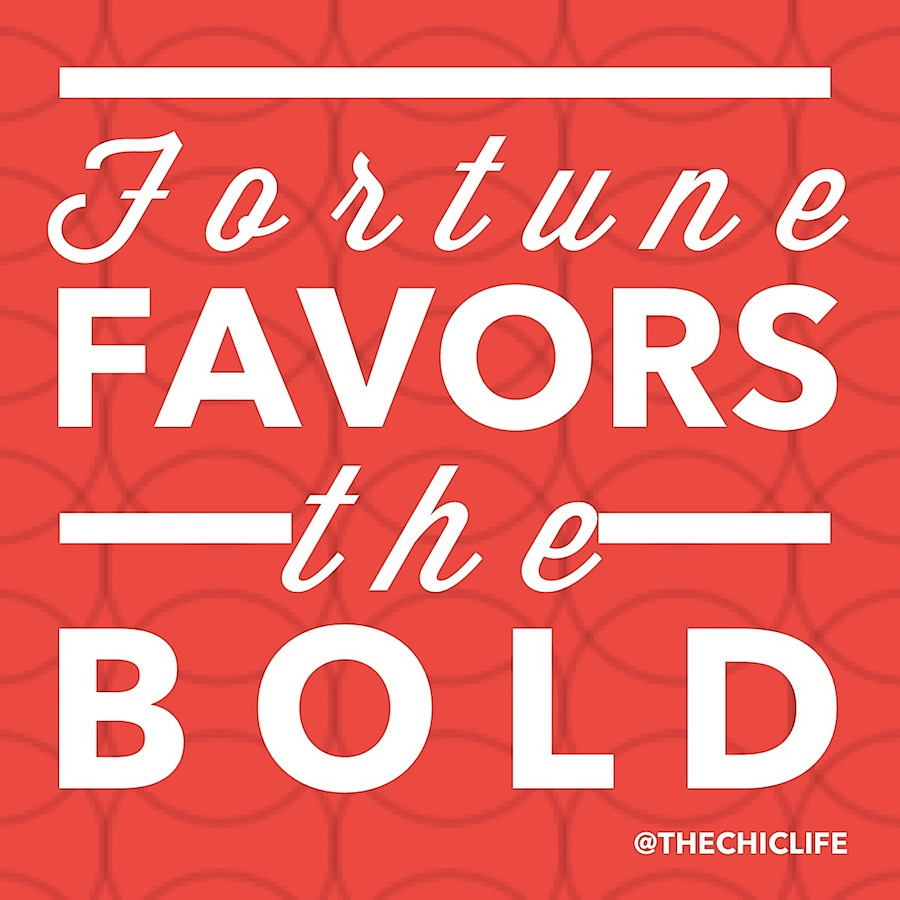 Fortune
FAVORS
the
BOLD
@THECHICLIFE